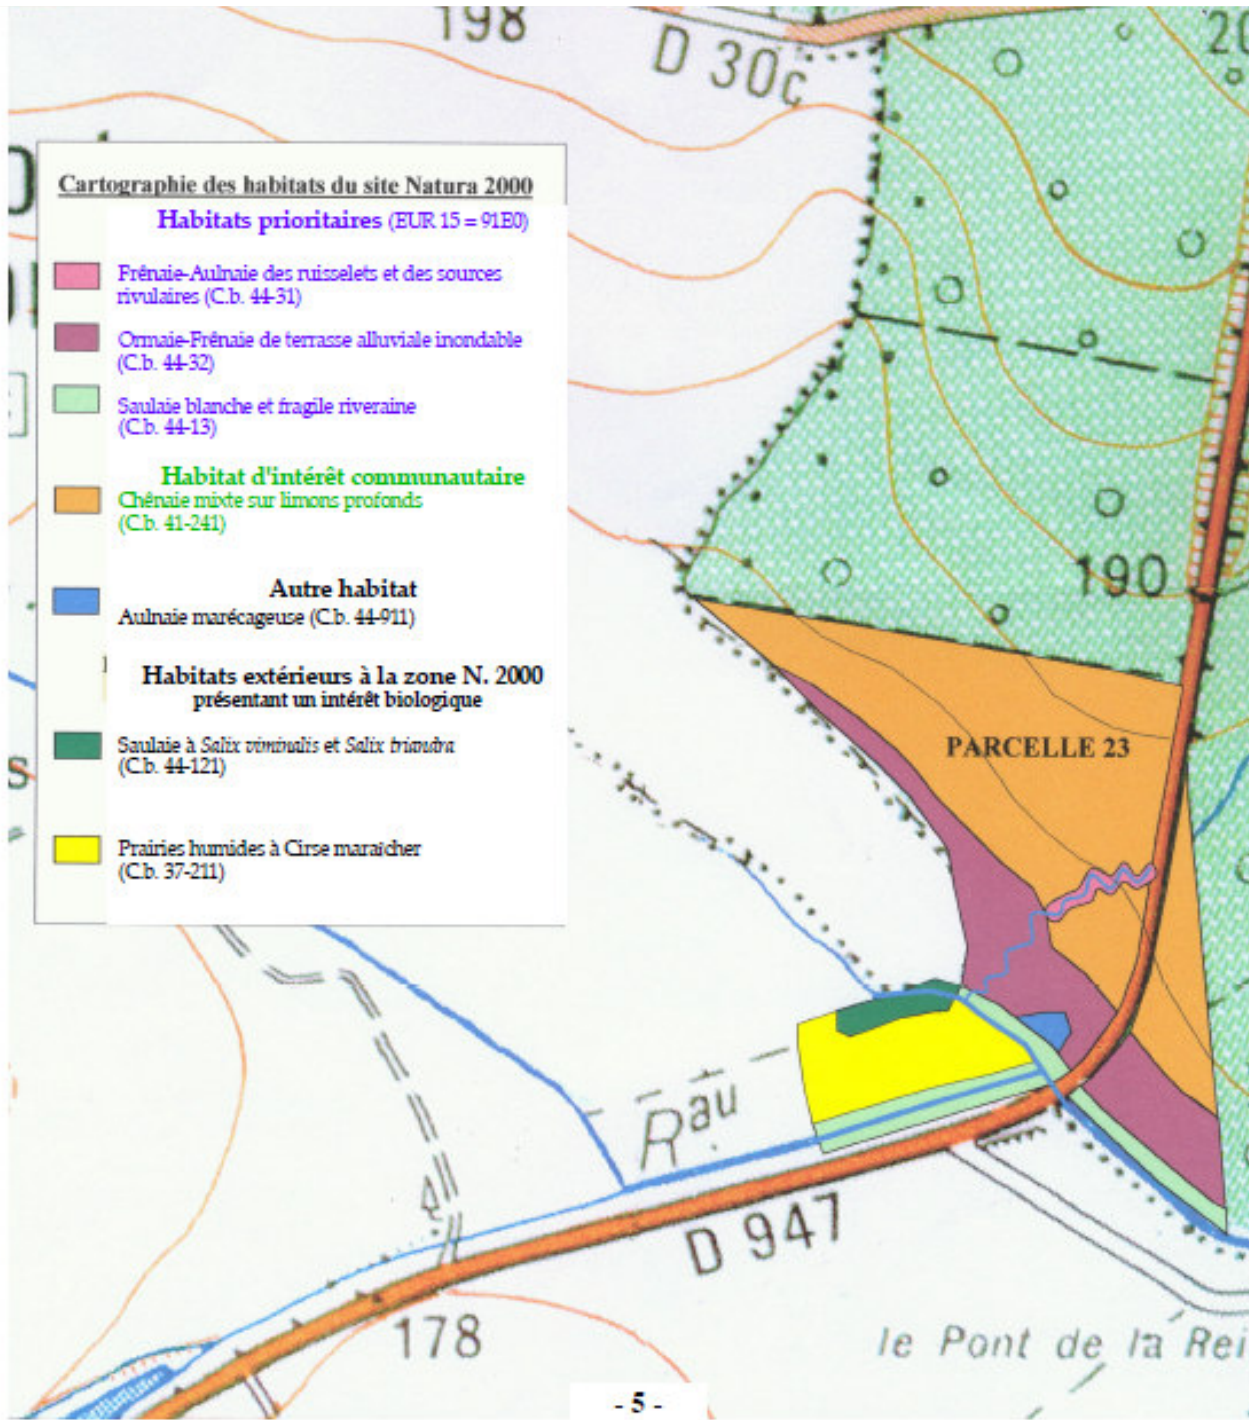 198
D 30c
20
Cartographie des habitats du site Natura 2000
Habitats prioritaires (EUR 15 = 91E0)
Frênaie-Aulnaie des ruisselets et des sources
rivulaires (C.b. 44-31)
Ormaie-Frênaie de terrasse alluviale inondable
(C.b. 44-32)
Saulaie blanche et fragile riveraine
(C.b. 44-13)
Habitat d'intérêt communautaire
Chênaie mixte sur limons profonds
(C.b. 41-241)
Autre habitat
Aulnaie marécageuse (C.b. 44-911)
Habitats extérieurs à la zone N. 2000
présentant un intérêt biologique
Saulaie à Salix viminalis et Salix triandra
(C.b. 44-121)
Prairies humides à Cirse maraîcher
(C.b. 37-211)
190
PARCELLE 23
Rau
D 947
178
le Pont de la Rei
- 5 -